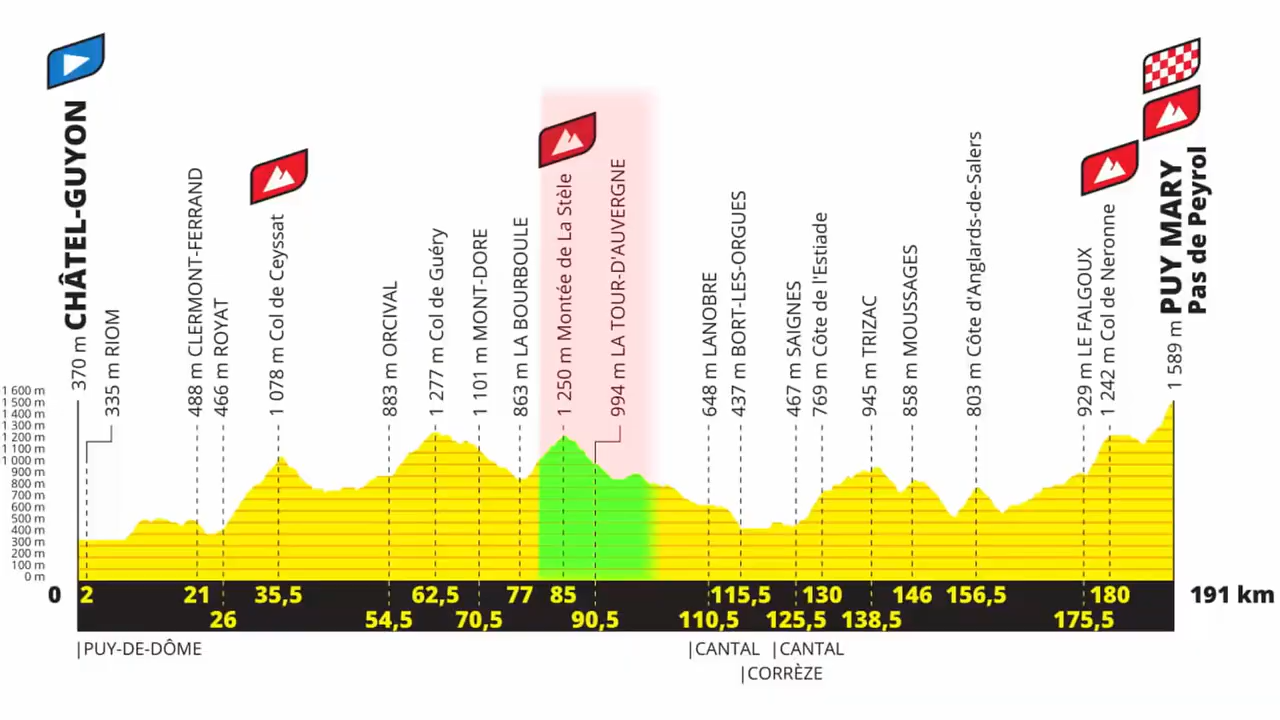 370 m CHÂTEL-GUYON
335 m RIOM
488 m CLERMONT-FERRAND
466 m ROYAT
1 078 m Col de Ceyssat
883 m ORCIVAL
1 277 m Col de Guéry
1 101 m MONT-DORE
863 m LA BOURBOULE
1 250 m Montée de La Stèle
994 m LA TOUR-D'AUVERGNE
648 m LANOBRE
437 m BORT-LES-ORGUES
467 m SAIGNES
769 m Côte de l'Estiade
945 m TRIZAC
858 m MOUSSAGES
803 m Côte d'Anglards-de-Salers
929 m LE FALGOUX
1 242 m Col de Neronne
1 589 m PUY MARY
Pas de Peyrol
1 600 m
1 500 m
1 400 m
1 300 m
1 200 m
1 100 m
1 000 m
900 m
800 m
700 m
600 m
500 m
400 m
300 m
200 m
100 m
0 m
0 2 21 35,5 62,5 77 85 115,5 130 146 156,5 180 191 km
26 54,5 70,5 90,5 110,5 125,5 138,5 175,5
|PUY-DE-DÔME |CANTAL |CANTAL
|CORRÈZE